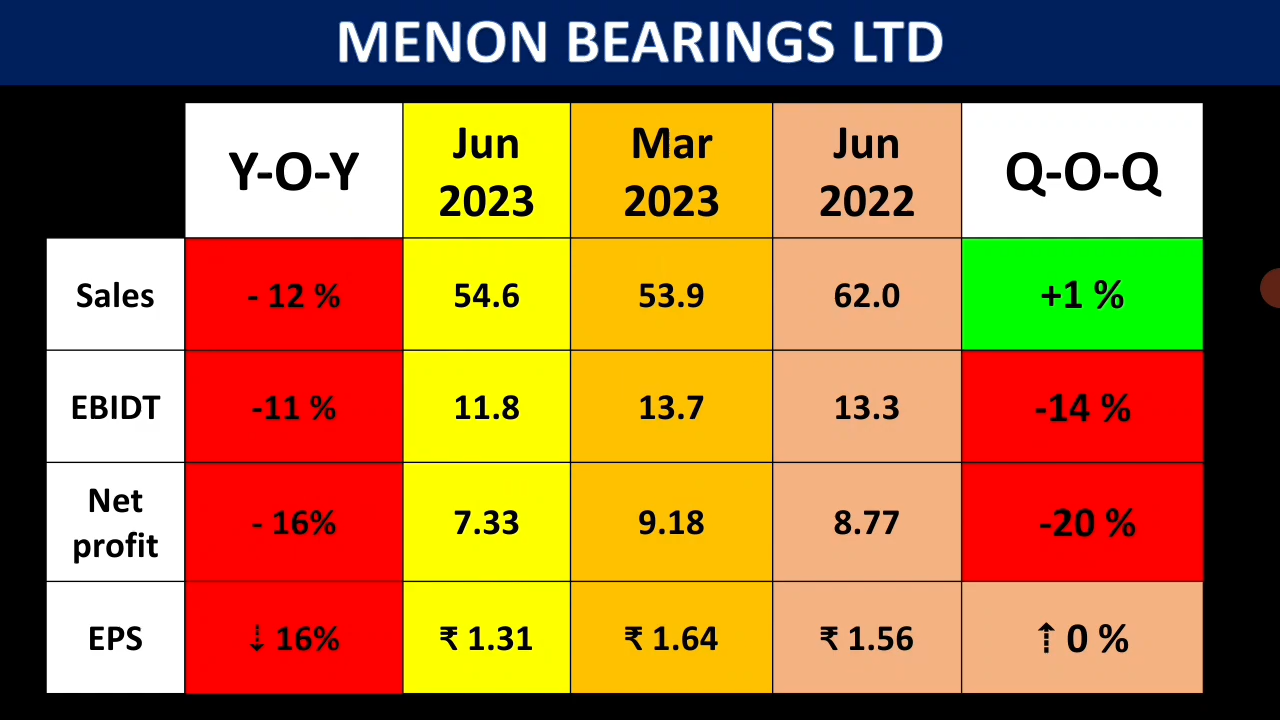 MENON BEARINGS LTD
Y-O-Y Jun 2023 Mar 2023 Jun 2022 Q-O-Q
Sales - 12 % 54.6 53.9 62.0 +1 %
EBIDT -11 % 11.8 13.7 13.3 -14 %
Net profit - 16% 7.33 9.18 8.77 -20 %
EPS ⇣ 16% ₹ 1.31 ₹ 1.64 ₹ 1.56 ⇡ 0 %